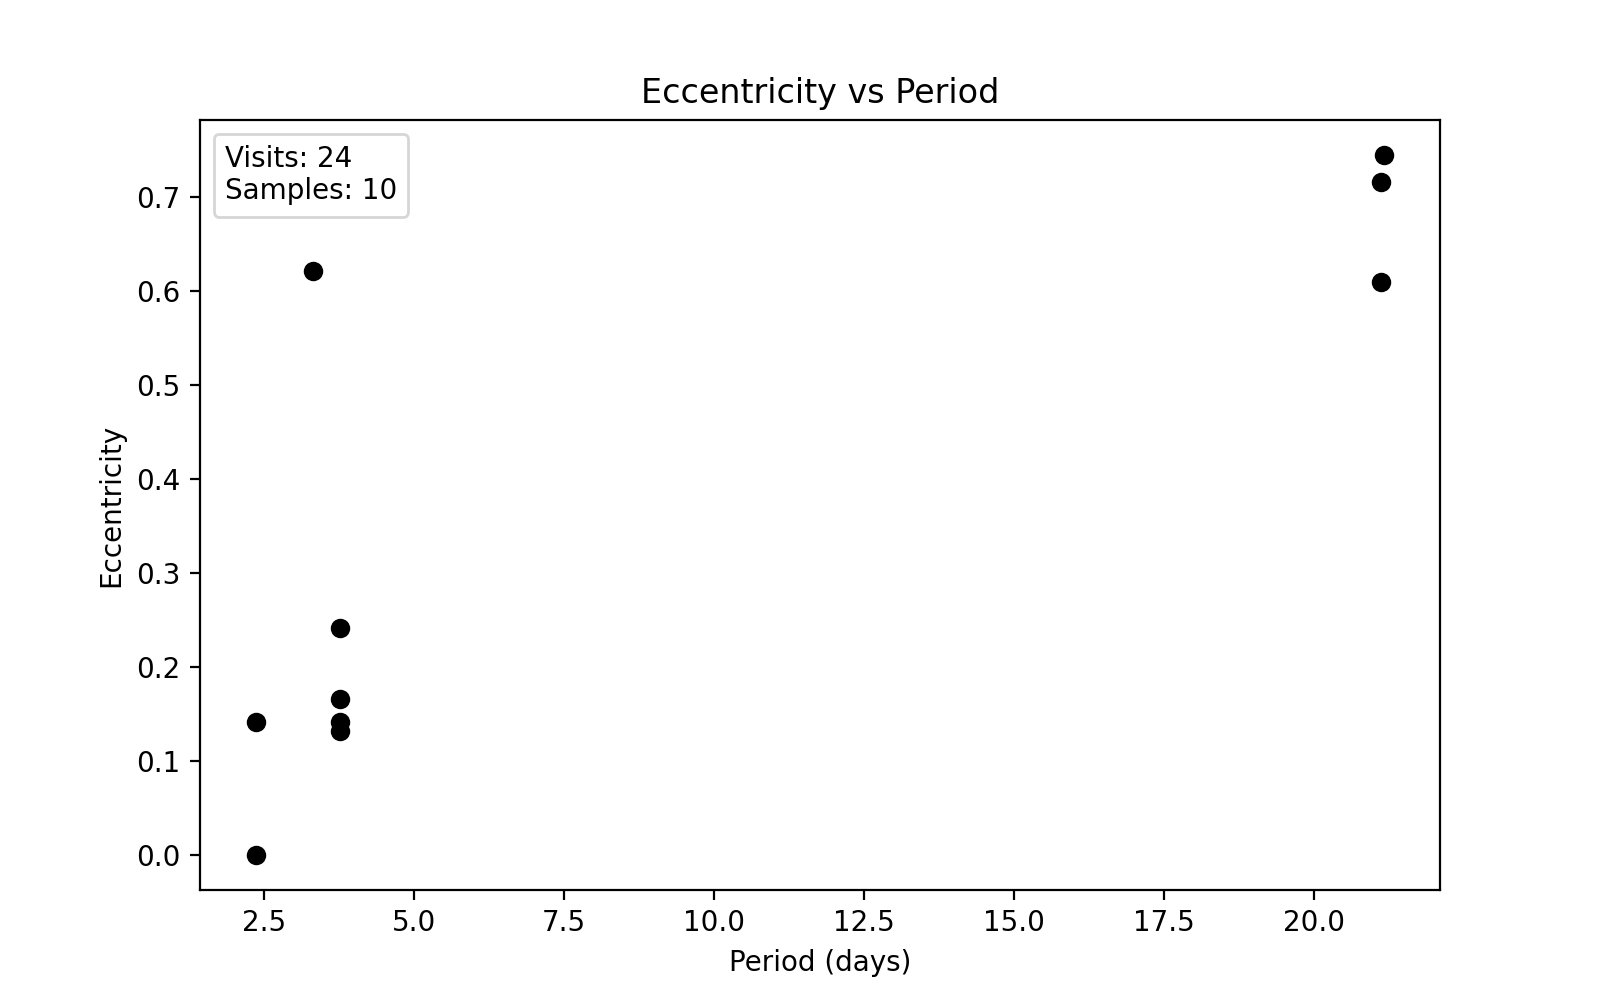 Eccentricity vs Period
Visits: 24
Samples: 10
0.7
0.6
0.5
0.4
0.3
0.2
0.1
0.0
Eccentricity
2.5 5.0 7.5 10.0 12.5 15.0 17.5 20.0
Period (days)